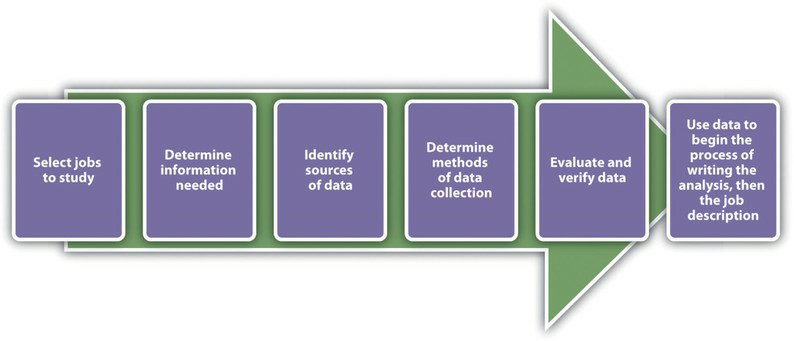 Select jobs
to study
Determine
information
needed
Identify
sources
of data
Determine
methods
of data
collection
Evaluate and
verify data
Use data to
begin the
process of
writing the
analysis, then
the job
description